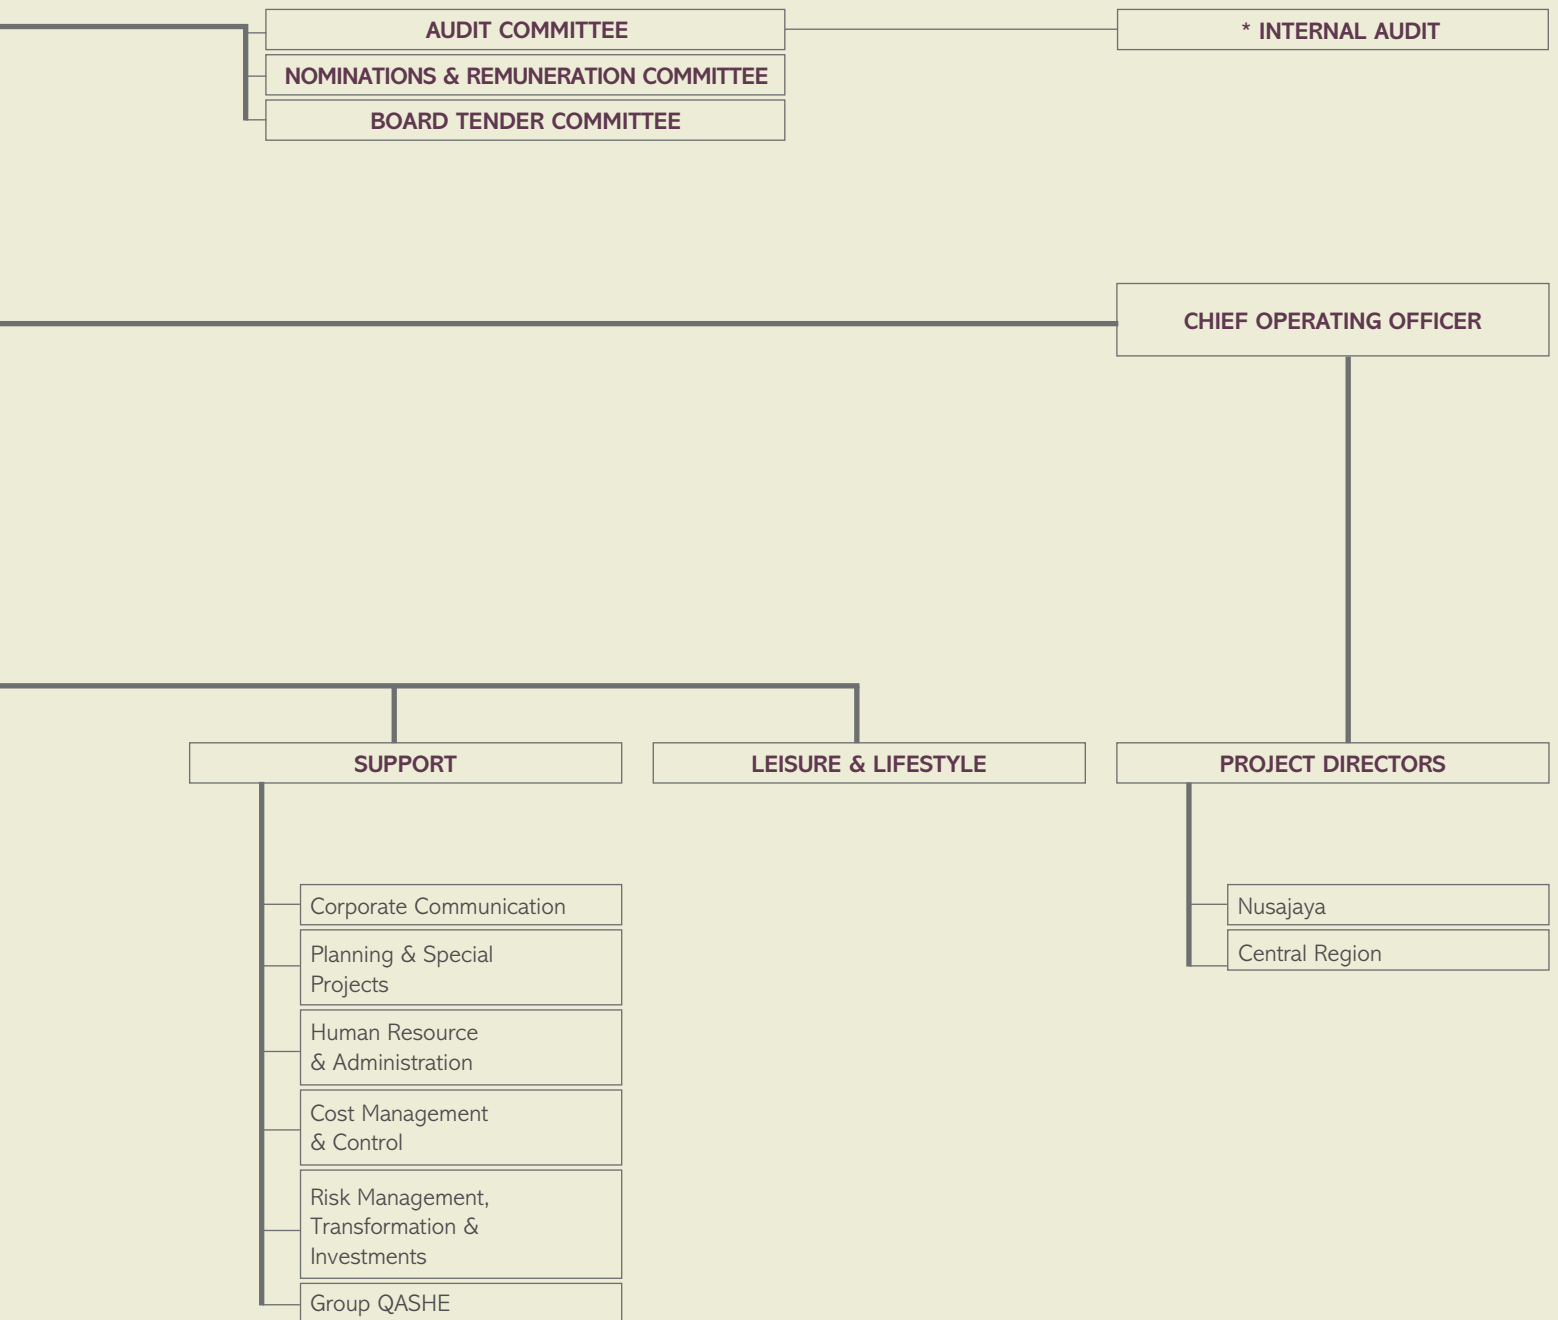 AUDIT COMMITTEE
* INTERNAL AUDIT
NOMINATIONS & REMUNERATION COMMITTEE
BOARD TENDER COMMITTEE
CHIEF OPERATING OFFICER
SUPPORT
LEISURE & LIFESTYLE
PROJECT DIRECTORS
Corporate Communication
Planning & Special
Projects
Human Resource
& Administration
Cost Management
& Control
Risk Management,
Transformation &
Investments
Group QASHE
Nusajaya
Central Region